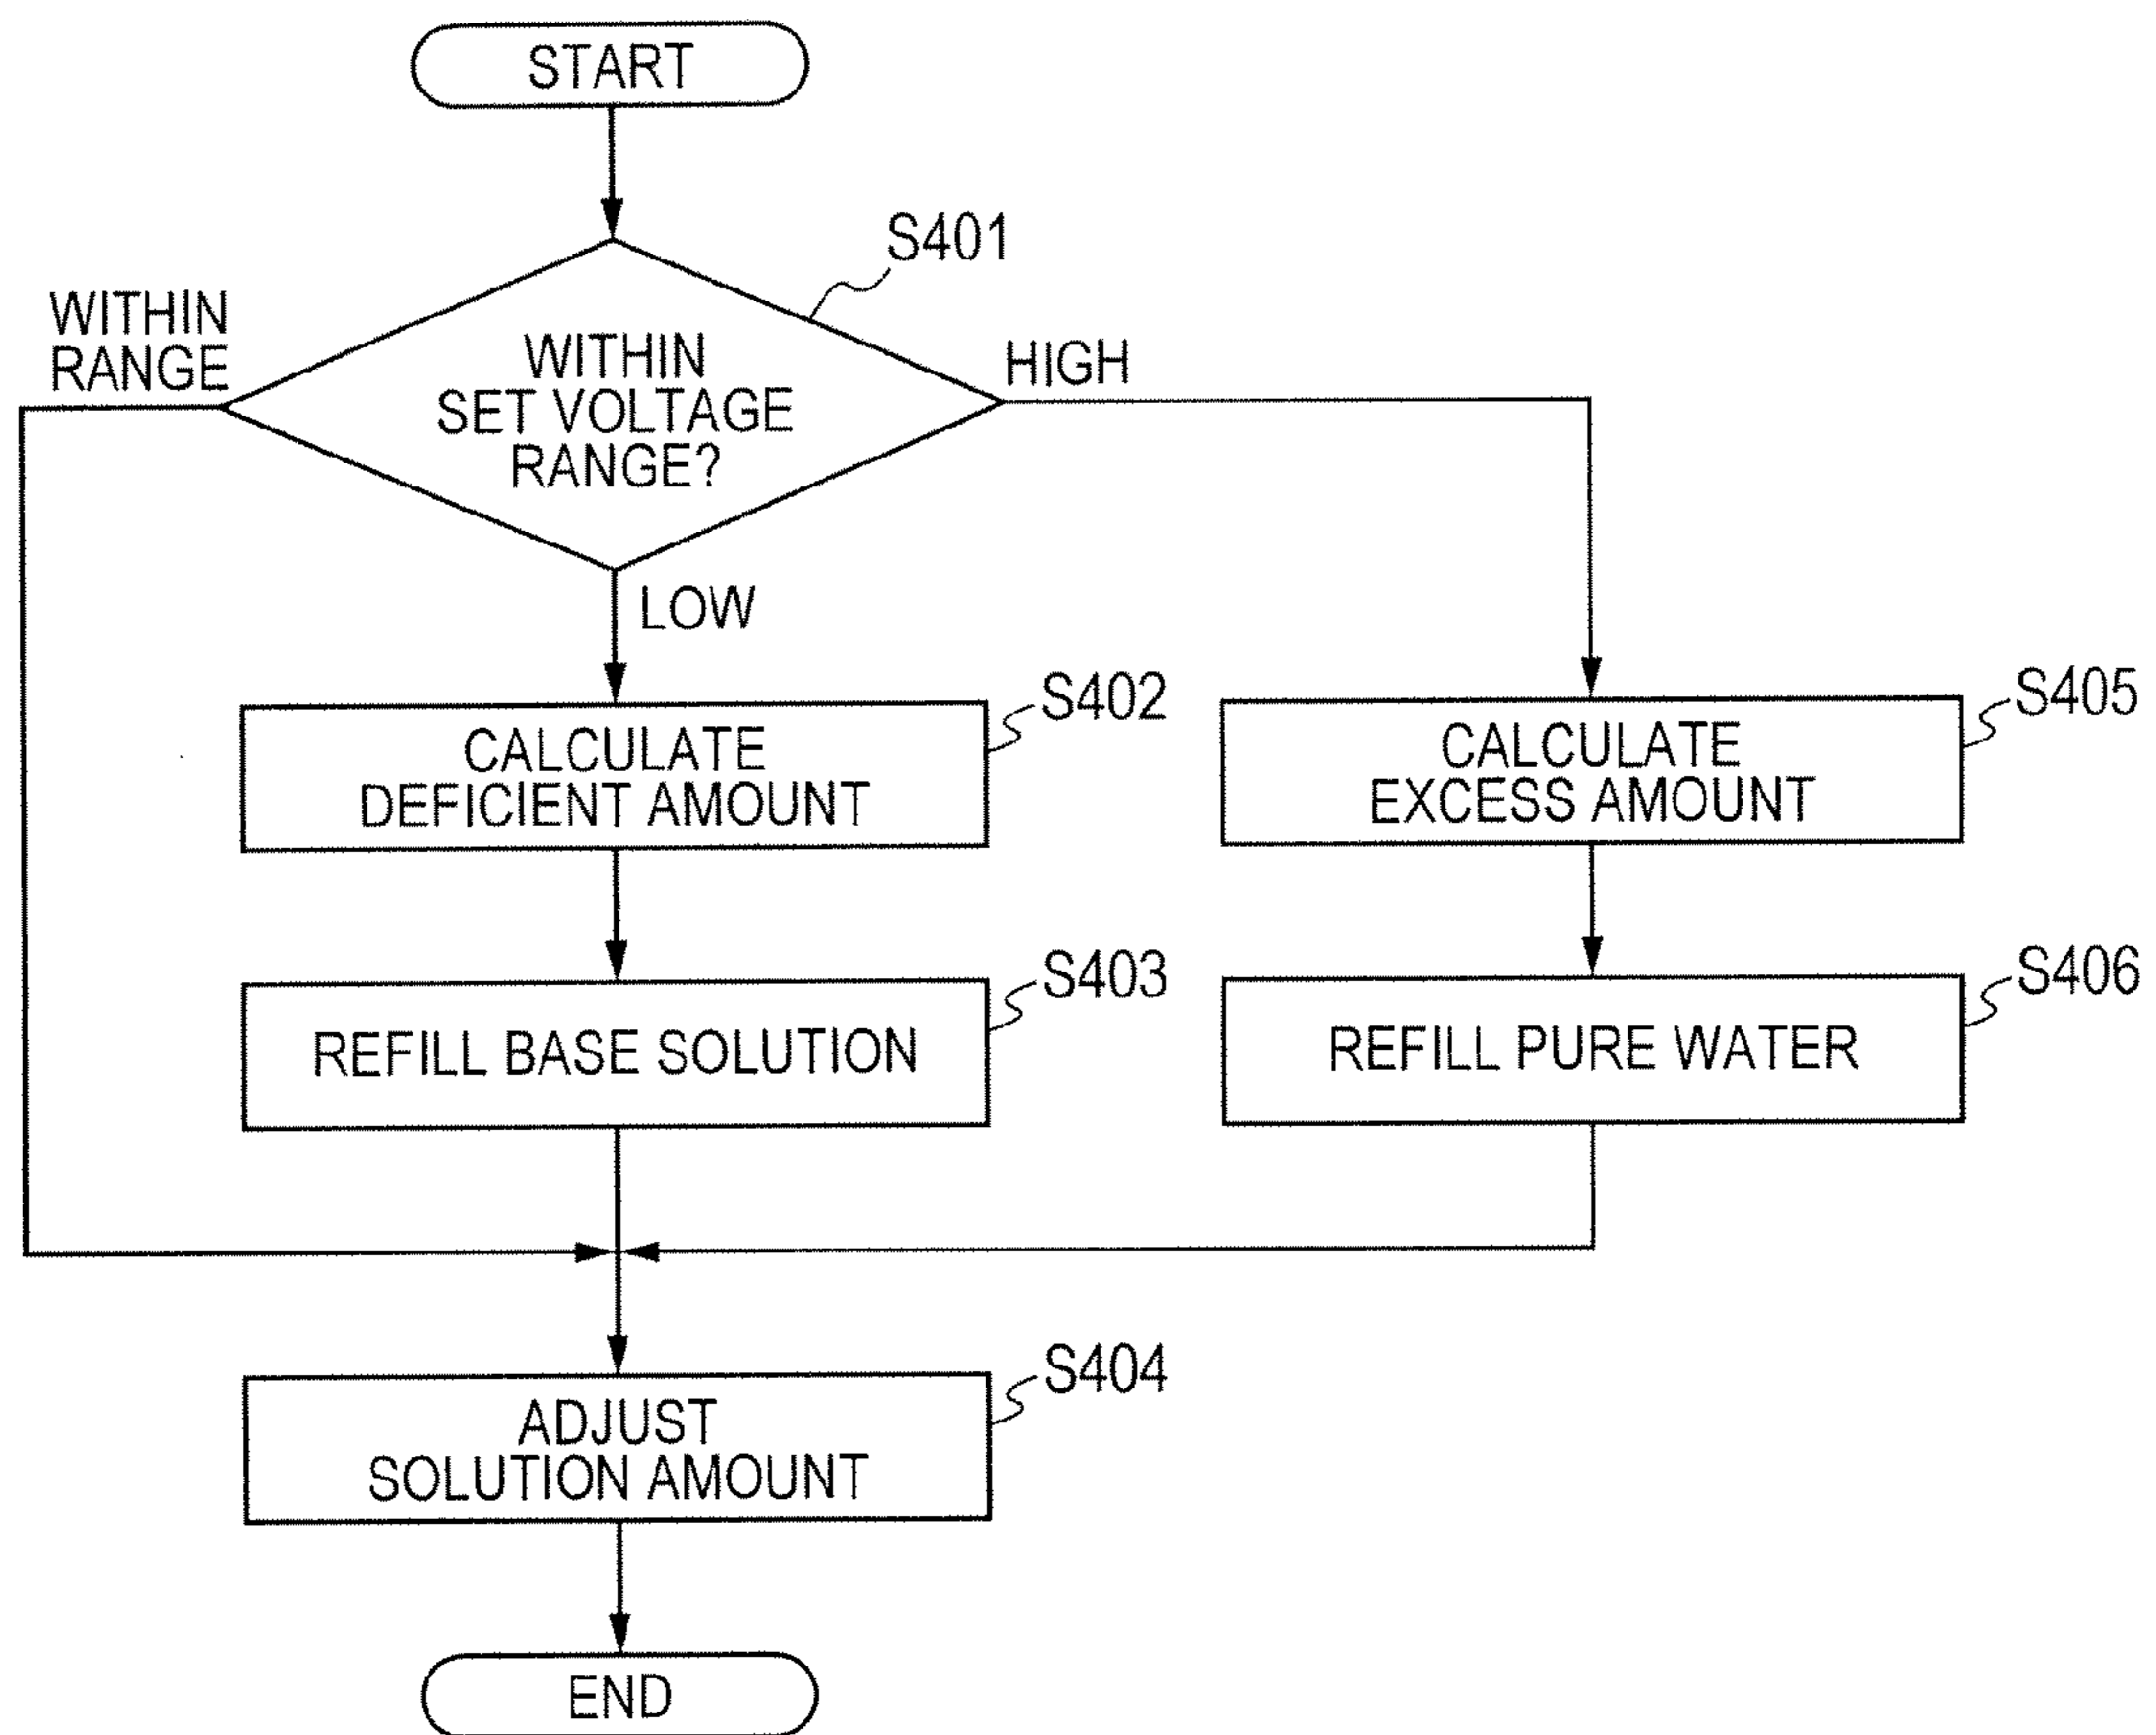 START
S401
WITHIN
RANGE
WITHIN
SET VOLTAGE
RANGE?
HIGH
LOW
S402
CALCULATE
DEFICIENT AMOUNT
S405
CALCULATE
EXCESS AMOUNT
S403
REFILL BASE SOLUTION
S406
REFILL PURE WATER
S404
ADJUST
SOLUTION AMOUNT
END